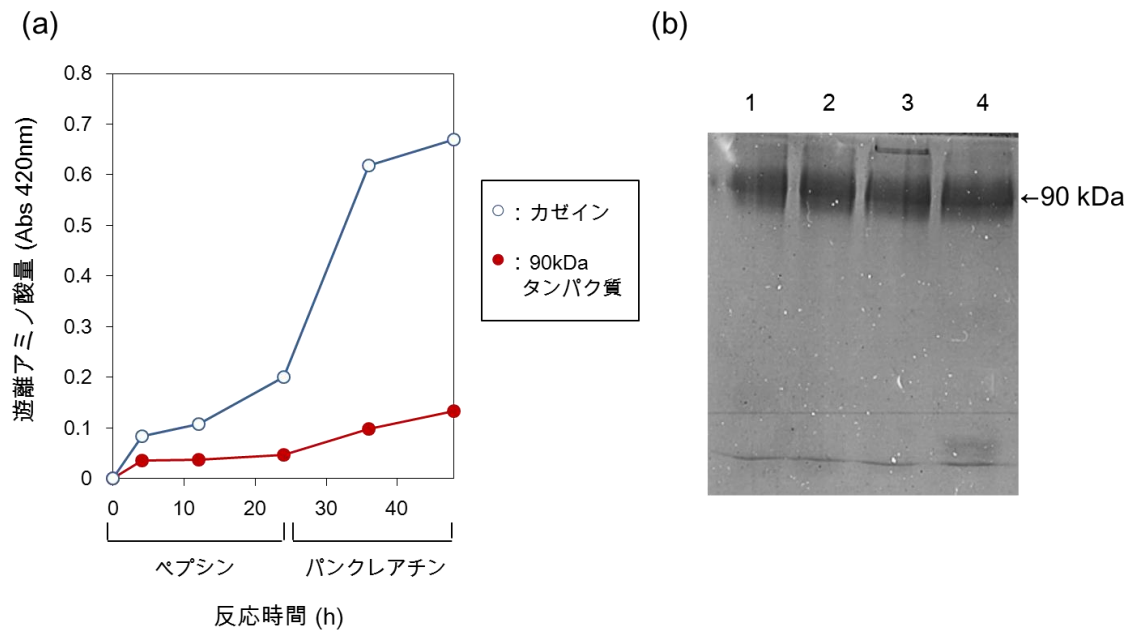 (a)
遊離アミノ酸量 (Abs 420nm)
0.8
0.7
0.6
0.5
0.4
0.3
0.2
0.1
0
0 10 20 30 40
ペプシン パンクレアチン
反応時間 (h)
○ : カゼイン
● : 90kDa
タンパク質
(b)
1 2 3 4
←90 kDa